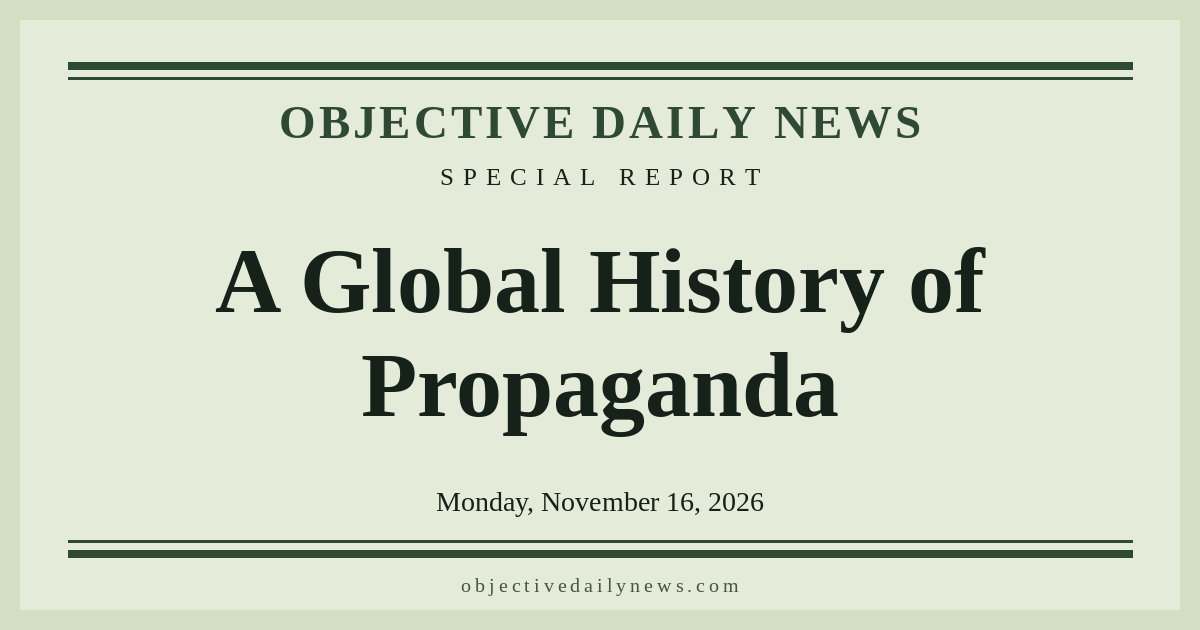 OBJECTIVE DAILY NEWS
SPECIAL REPORT
A Global History of
Propaganda
Monday, November 16, 2026
objectivedailynews.com